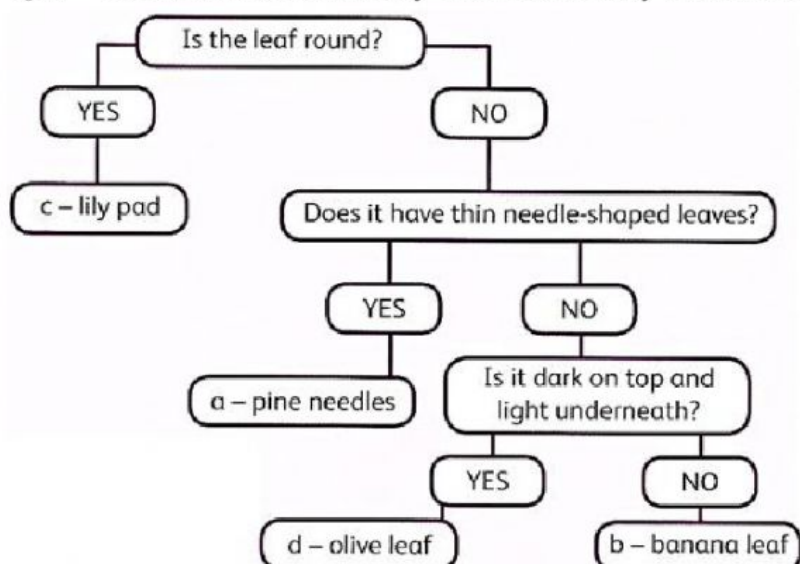 Is the leaf round?
YES
NO
c – lily pad
Does it have thin needle-shaped leaves?
YES
NO
a – pine needles
Is it dark on top and
light underneath?
YES
NO
d – olive leaf
b – banana leaf